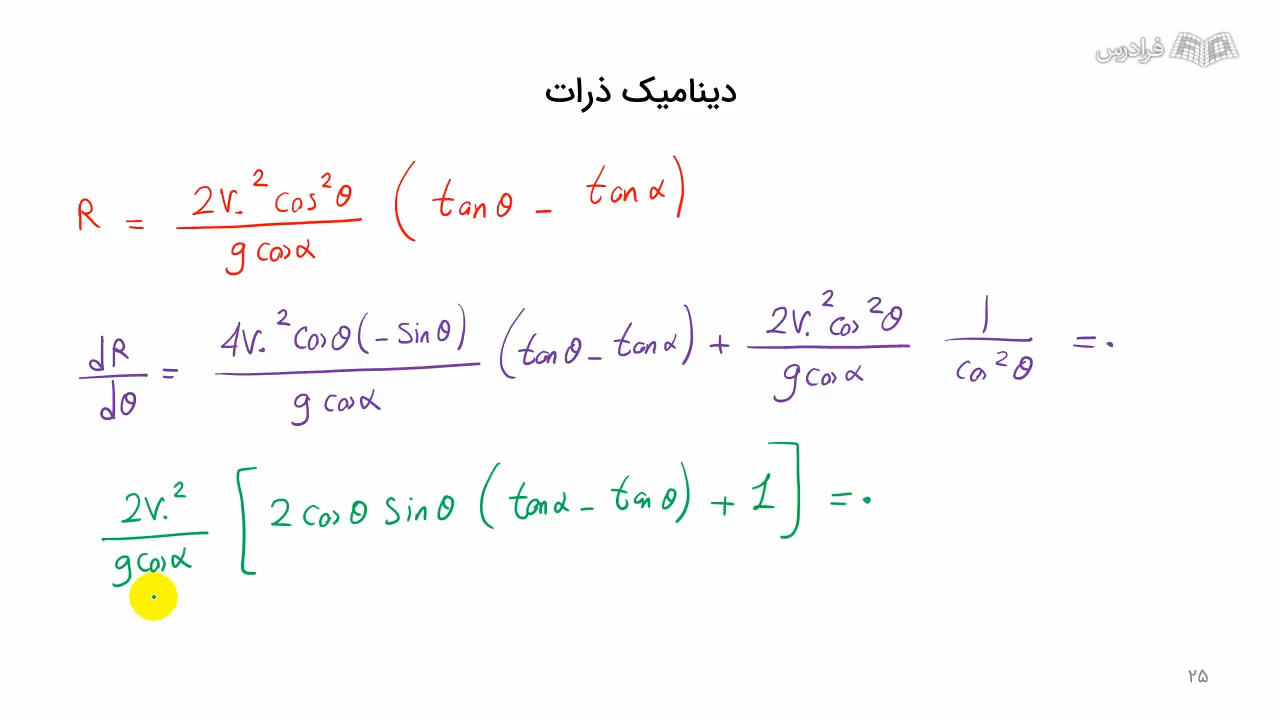 فرادرس
دینامیک ذرات
R = 2V.² cos²θ / g cosα (tanθ - tanα)
dR/dθ = 4V.² cosθ(-sinθ) / g cosα (tanθ - tanα) + 2V.² cos²θ / g cosα 1/cos²θ = ۰
2V.² / g cosα [2 cosθ sinθ (tanα - tanθ) + 1] = ۰
۲۵